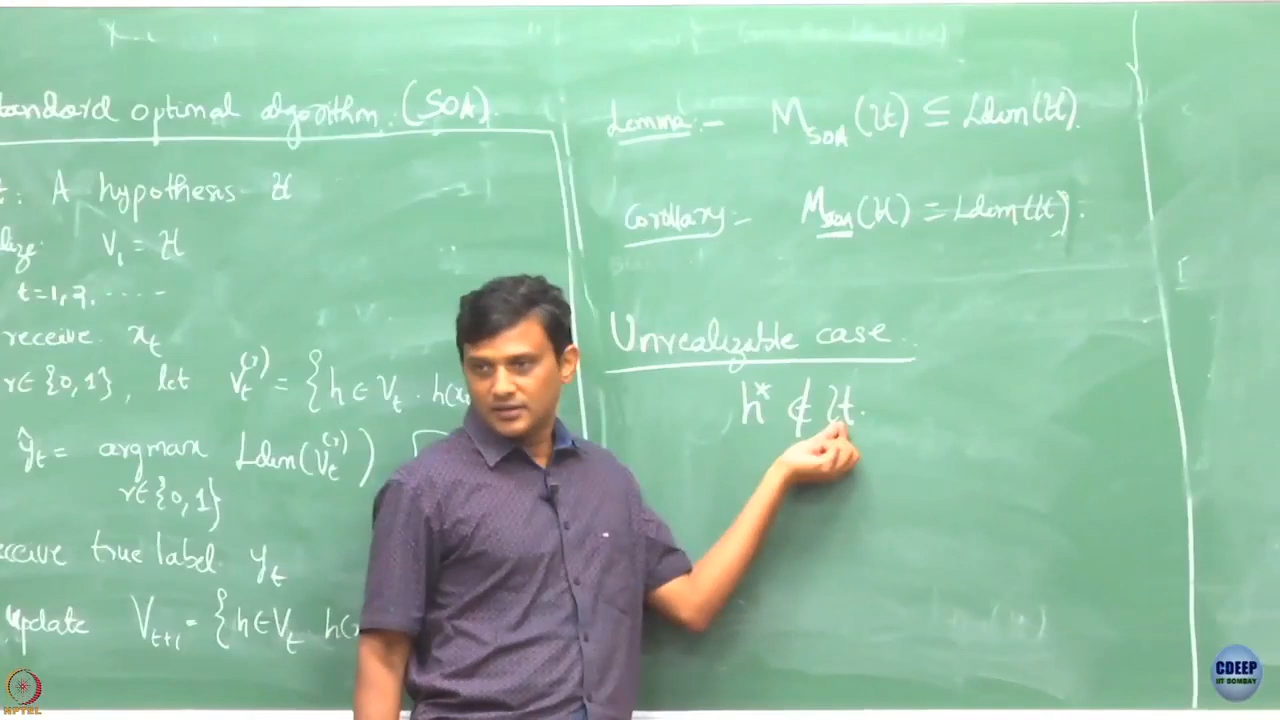 tandard optimal algorithm. (SOA).
t: A hypothesis ℋ
lize: V₁ = ℋ
t=1,2,.....
receive xₜ
r∈{0,1}, let Vₜ⁽ʳ⁾ = {h ∈ Vₜ. h(x
ŷₜ = argmax Ldim(Vₜ⁽ʳ⁾)
r∈{0,1}
eceive true label. yₜ
update Vₜ₊₁ = {h∈Vₜ h(x
Lemma:- M_SOA(ℋ) ≤ Ldim(ℋ).
Corollary:- M_SOA(ℋ) = Ldim(ℋ).
Unrealizable case..
h* ∉ ℋ.
NPTEL
CDEEP
IIT BOMBAY